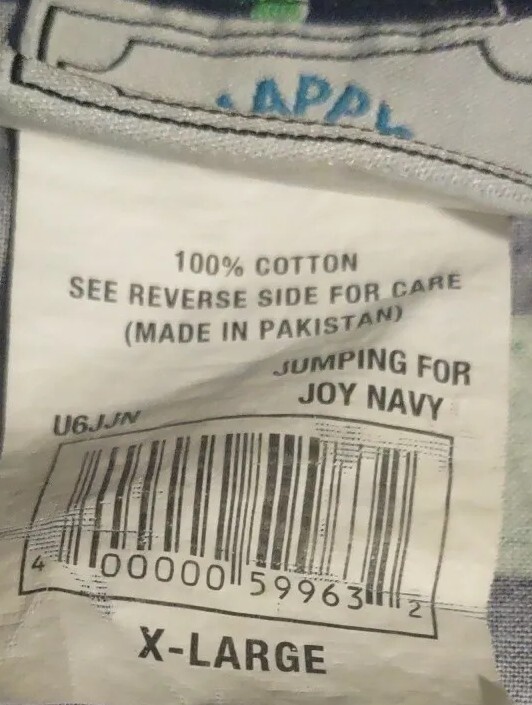 100% COTTON
SEE REVERSE SIDE FOR CARE
(MADE IN PAKISTAN)
JUMPING FOR
JOY NAVY
U6JJN
4 00000 59963 2
X-LARGE